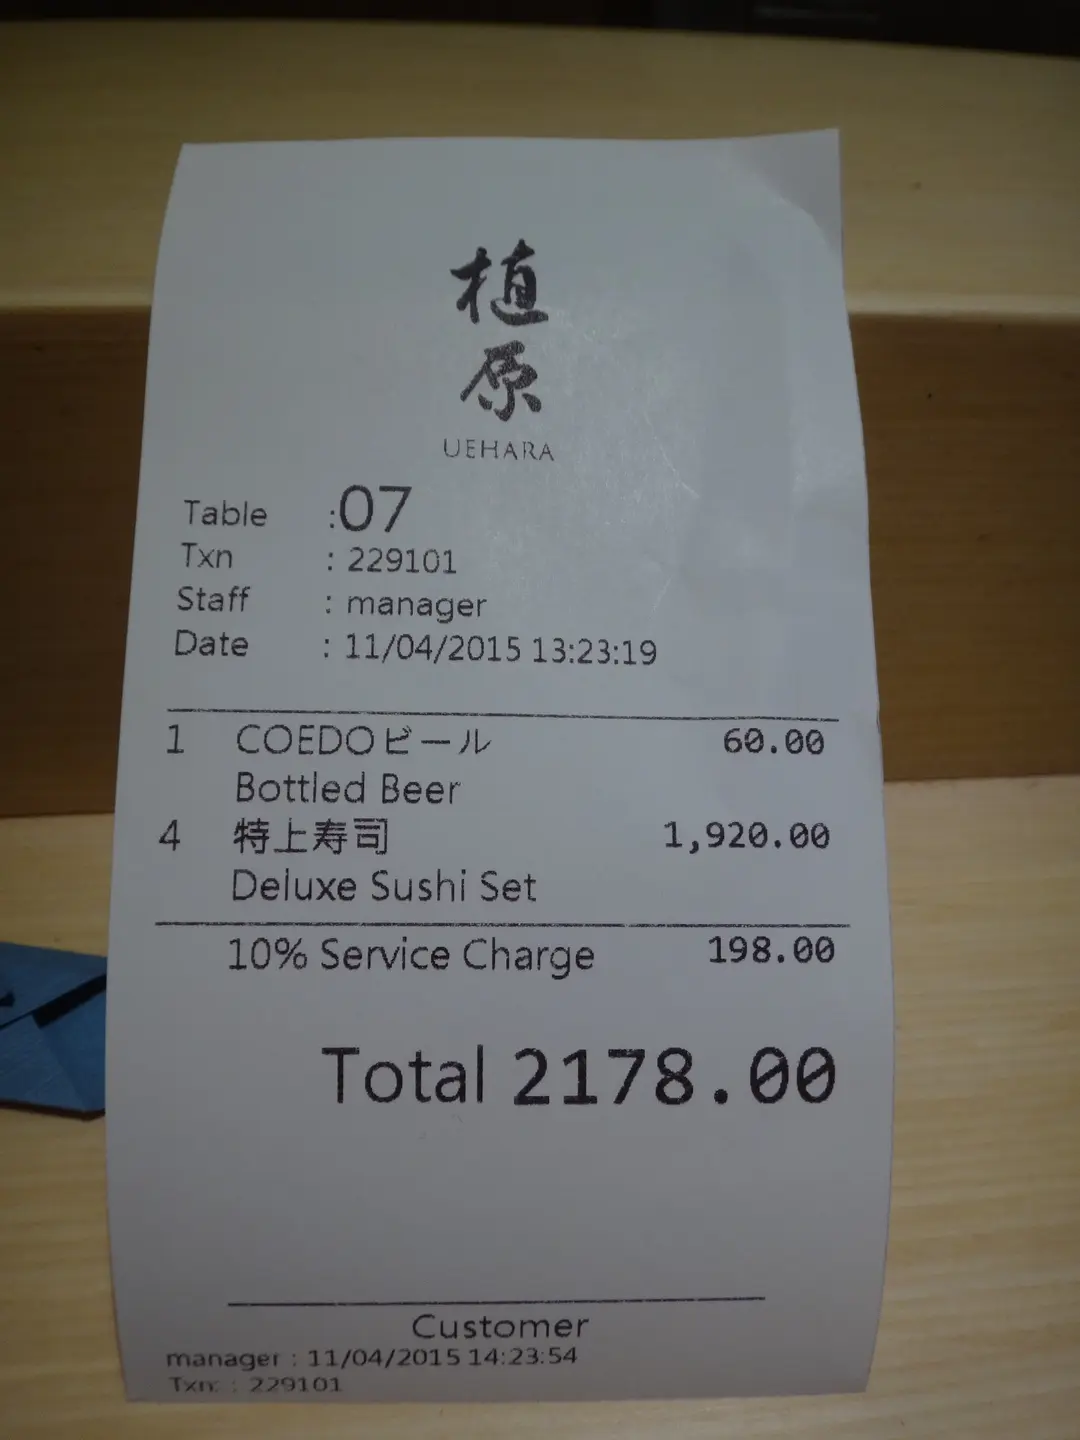 植
原
UEHARA
Table :07
Txn : 229101
Staff : manager
Date : 11/04/2015 13:23:19
1 COEDOビール 60.00
Bottled Beer
4 特上寿司 1,920.00
Deluxe Sushi Set
10% Service Charge 198.00
Total 2178.00
Customer
manager : 11/04/2015 14:23:54
Txn: : 229101